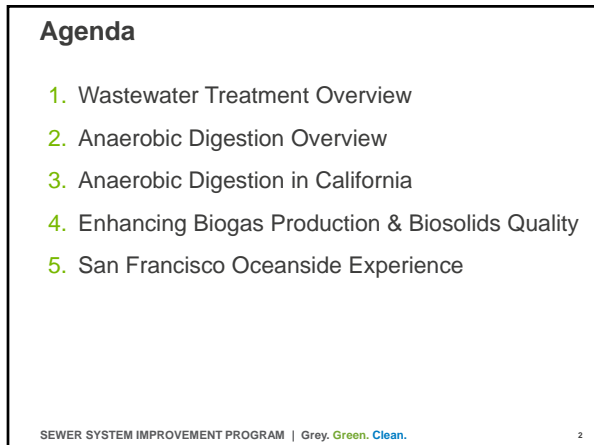 Agenda
1. Wastewater Treatment Overview
2. Anaerobic Digestion Overview
3. Anaerobic Digestion in California
4. Enhancing Biogas Production & Biosolids Quality
5. San Francisco Oceanside Experience
SEWER SYSTEM IMPROVEMENT PROGRAM | Grey. Green. Clean. 2